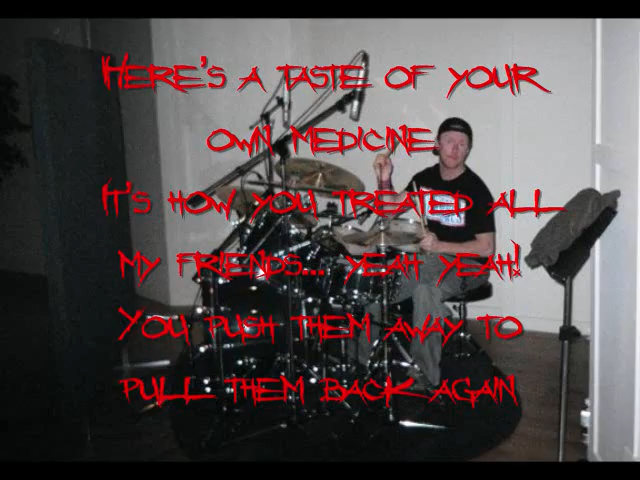 Here's a taste of your
own medicine
It's how you treated all
my friends... yeah yeah!
You push them away to
pull them back again